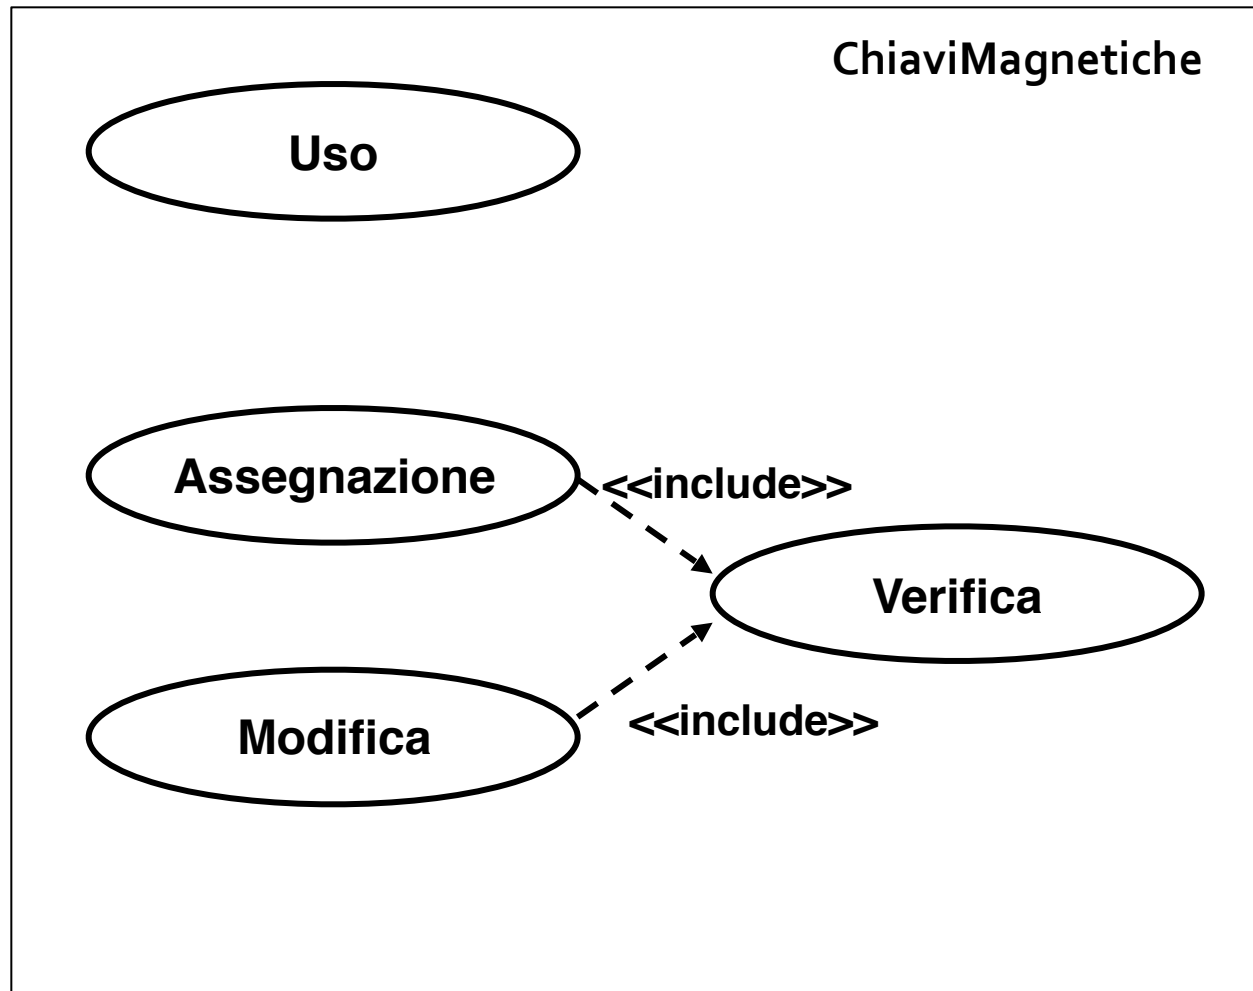 ChiaviMagnetiche
Uso
Assegnazione
<<include>>
Verifica
Modifica
<<include>>